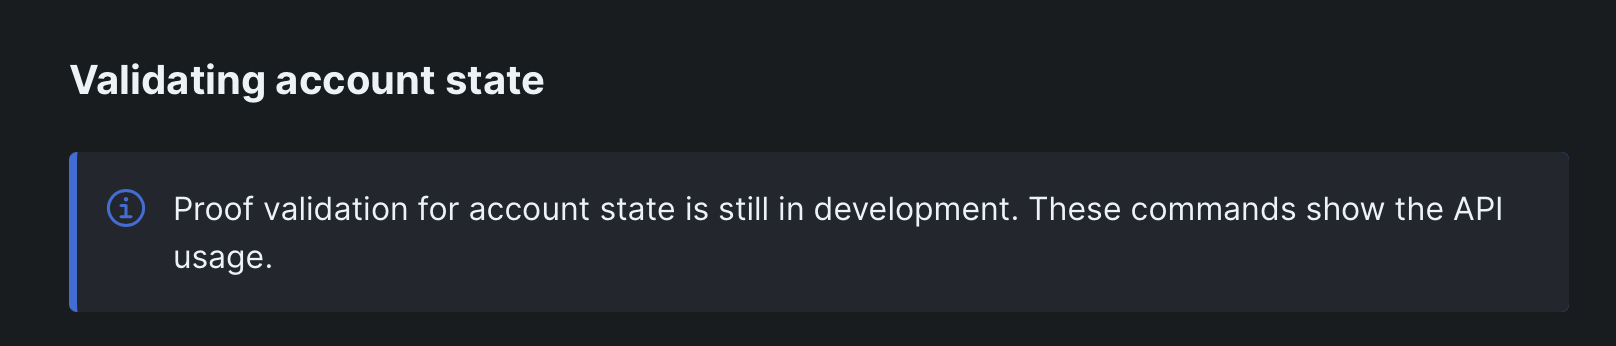 Validating account state
Proof validation for account state is still in development. These commands show the API
usage.